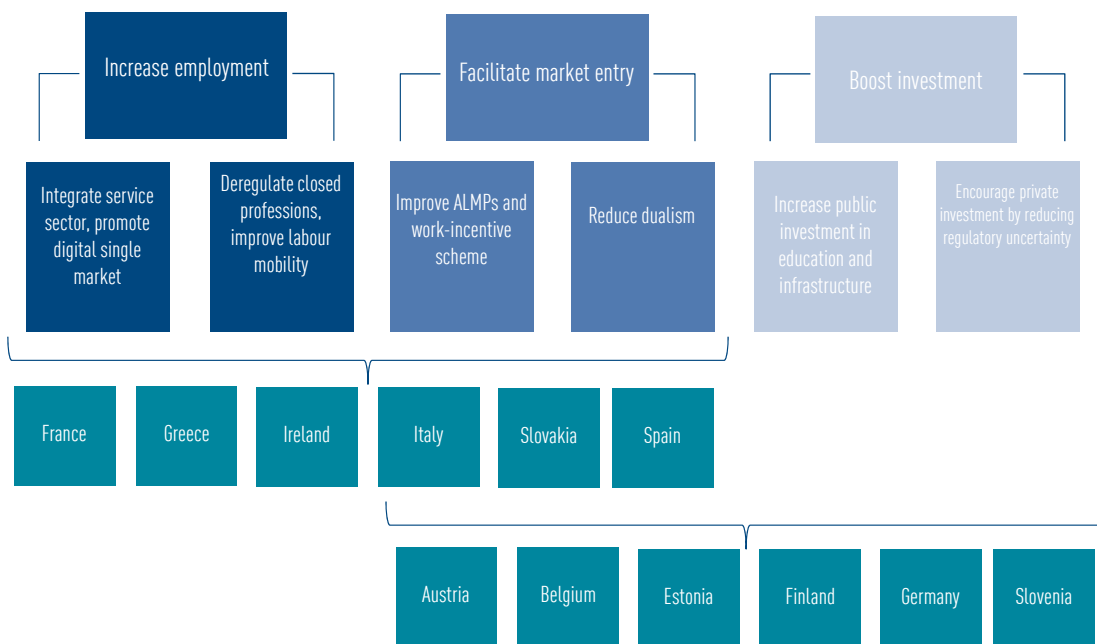 Increase employment
Facilitate market entry
Boost investment
Integrate service
sector, promote
digital single
market
Deregulate closed
professions,
improve labour
mobility
Improve ALMPs and
work-incentive
scheme
Reduce dualism
Increase public
investment in
education and
infrastructure
Encourage private
investment by reducing
regulatory uncertainty
France
Greece
Ireland
Italy
Slovakia
Spain
Austria
Belgium
Estonia
Finland
Germany
Slovenia